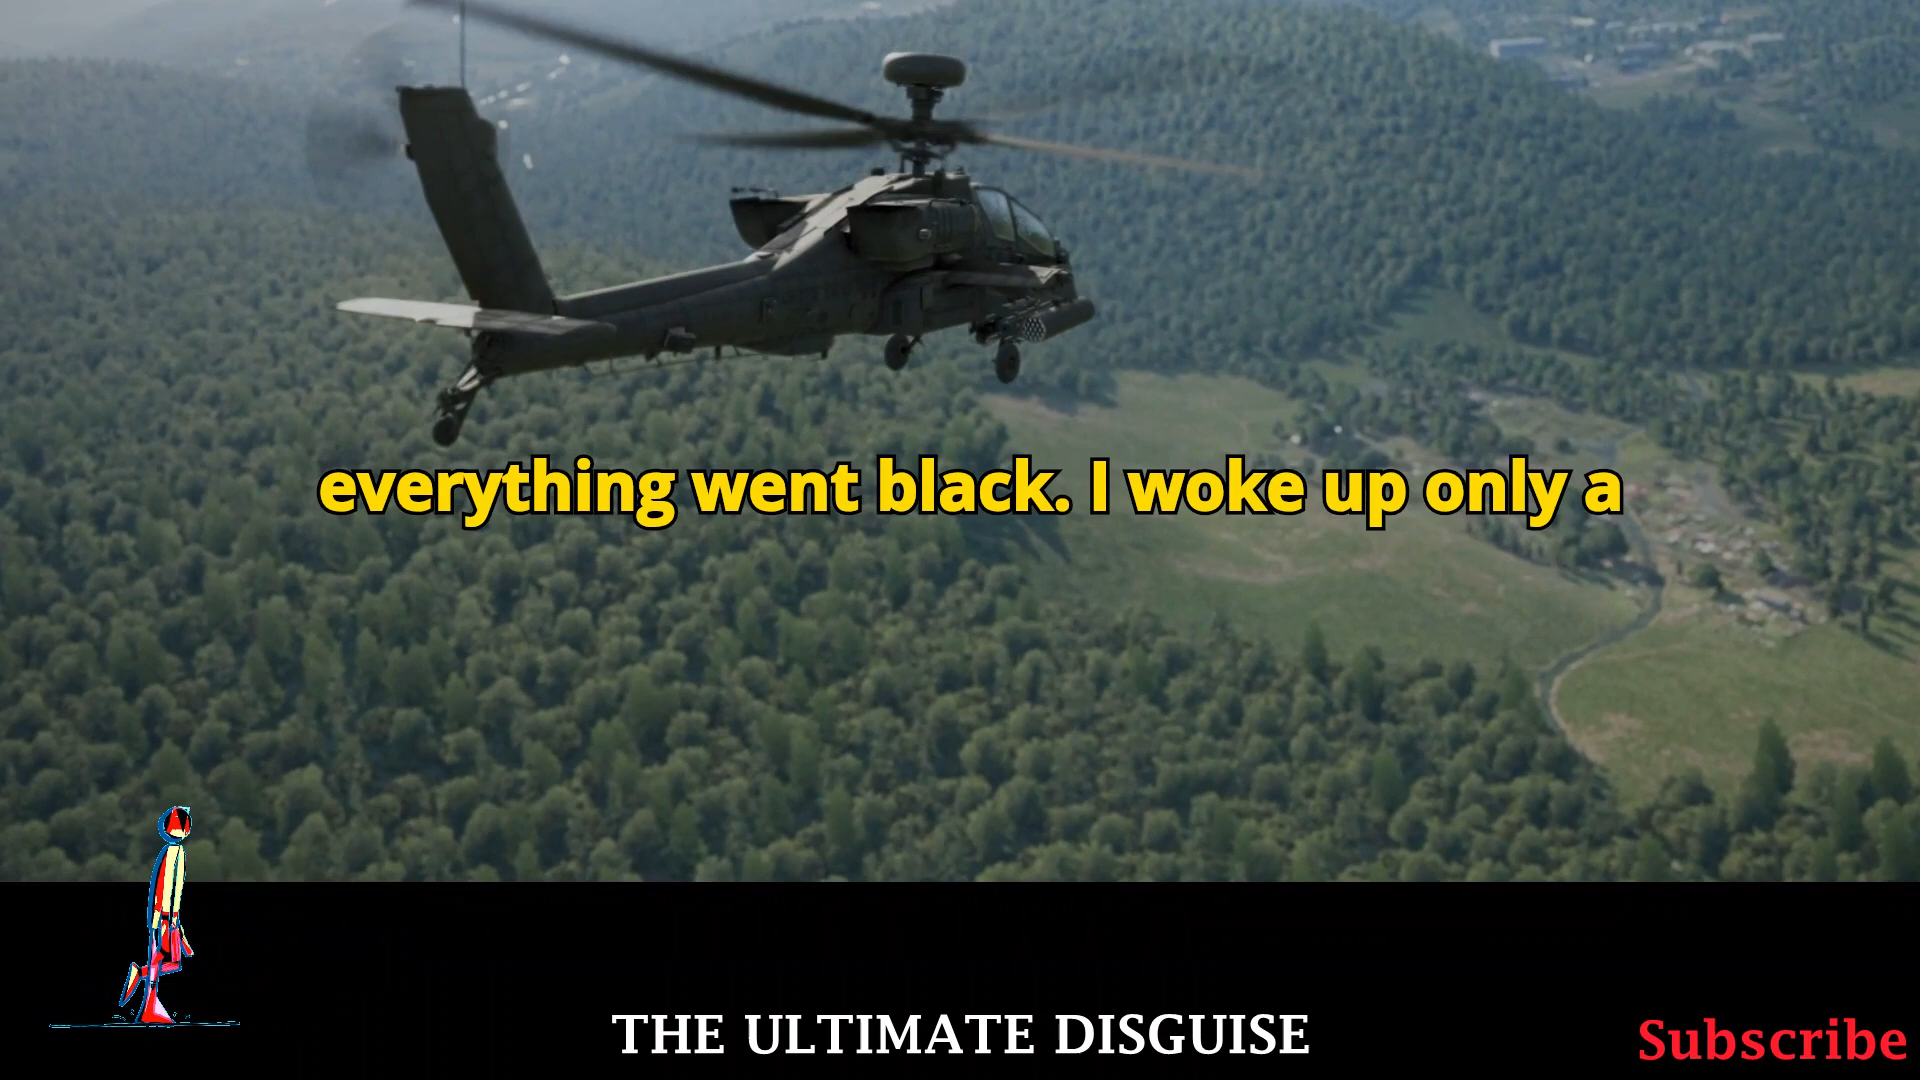 everything went black. I woke up only a
THE ULTIMATE DISGUISE
Subscribe